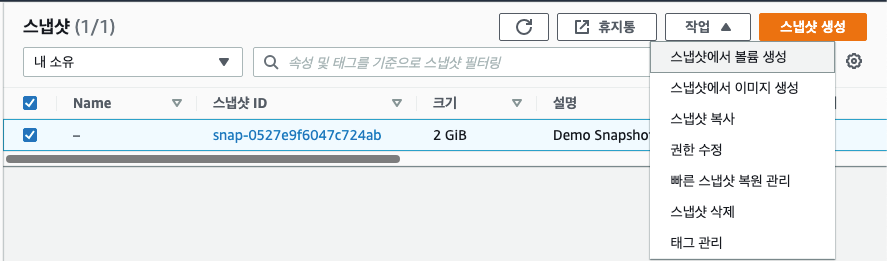 스냅샷 (1/1)
휴지통
작업
스냅샷 생성
내 소유
속성 및 태그를 기준으로 스냅샷 필터링
Name
스냅샷 ID
크기
설명
–
snap-0527e9f6047c724ab
2 GiB
Demo Snapshot
스냅샷에서 볼륨 생성
스냅샷에서 이미지 생성
스냅샷 복사
권한 수정
빠른 스냅샷 복원 관리
스냅샷 삭제
태그 관리